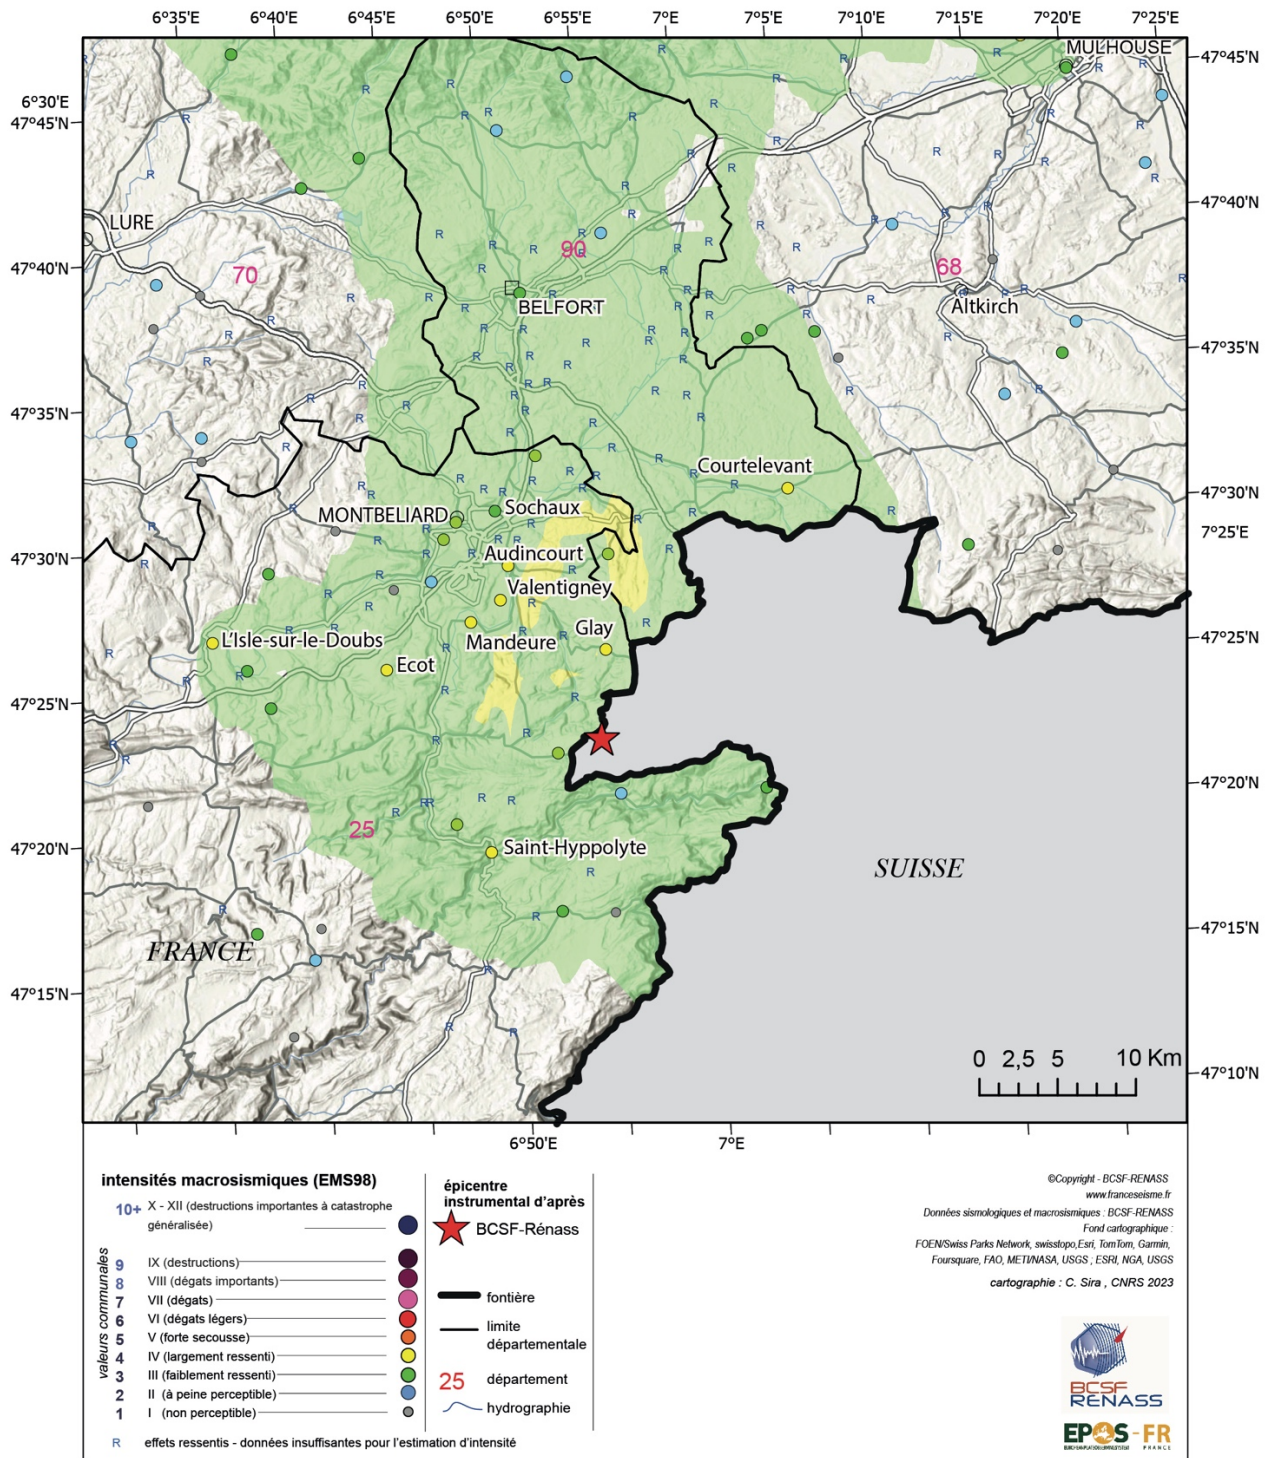 6°35'E 6°40'E 6°45'E 6°50'E 6°55'E 7°E 7°5'E 7°10'E 7°15'E 7°20'E 7°25'E
MULHOUSE
47°45'N
6°30'E
47°45'N
47°40'N
LURE
90
70
68
47°40'N
BELFORT
Altkirch
47°35'N
47°35'N
Courtelevant
47°30'N
Sochaux
MONTBELIARD
7°25'E
Audincourt
47°30'N
Valentigney
Glay
L'Isle-sur-le-Doubs
Mandeure
47°25'N
Ecot
47°25'N
47°20'N
25
Saint-Hyppolyte
47°20'N
SUISSE
47°15'N
FRANCE
47°15'N
0 2,5 5 10 Km
47°10'N
6°50'E 7°E
intensités macrosismiques (EMS98)
valeurs communales
10+ X - XII (destructions importantes à catastrophe
généralisée)
9 IX (destructions)
8 VIII (dégats importants)
7 VII (dégats)
6 VI (dégats légers)
5 V (forte secousse)
4 IV (largement ressenti)
3 III (faiblement ressenti)
2 II (à peine perceptible)
1 I (non perceptible)
R effets ressentis - données insuffisantes pour l'estimation d'intensité
épicentre
instrumental d'après
BCSF-Rénass
fontière
limite
départementale
25 département
hydrographie
©Copyright - BCSF-RENASS
www.franceseisme.fr
Données sismologiques et macrosismiques : BCSF-RENASS
Fond cartographique :
FOEN/Swiss Parks Network, swisstopo,Esri, TomTom, Garmin,
Foursquare, FAO, METI/NASA, USGS ; ESRI, NGA, USGS
cartographie : C. Sira , CNRS 2023
BCSF
RENASS
EPOS-FR
FRANCE